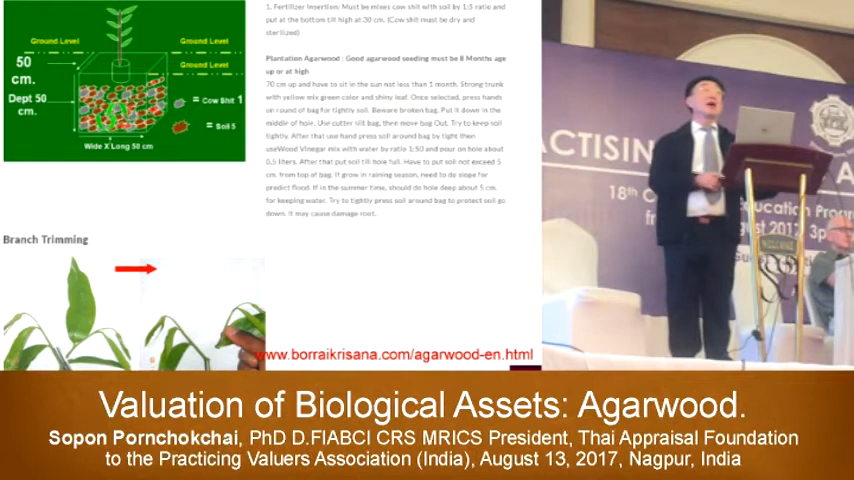 Ground Level
Ground Level
Ground Level
50
cm.
Dept 50
cm.
= Cow Shit 1
= Soil 5
Wide X Long 50 cm
1. Fertilizer Insertion: Must be mixes cow shit with soil by 1:5 ratio and
put at the bottom till high at 30 cm. (Cow shit must be dry and
sterilized)
Plantation Agarwood : Good agarwood seeding must be 8 Months age
up or at high
70 cm up and have to sit in the sun not less than 1 month. Strong trunk
with yellow mix green color and shiny leaf. Once selected, press hands
on round of bag for tightly soil. Beware broken bag. Put it down in the
middle of hole. Use cutter slit bag, then move bag Out. Try to keep soil
tightly. After that use hand press soil around bag by tight then
useWood Vinegar mix with water by ratio 1:50 and pour on hole about
0.5 liters. After that put soil till hole full. Have to put soil not exceed 5
cm. from top of bag. If grow in raining season, need to do slope for
predict flood. If in the summer time, should do hole deep about 5 cm.
for keeping water. Try to tightly press soil around bag to protect soil go
down. It may cause damage root.
Branch Trimming
www.borraikrisana.com/agarwood-en.html
ACTISIN
A
18th C
Education Progra
fr
gust 2017
WELCOME
Valuation of Biological Assets: Agarwood.
Sopon Pornchokchai, PhD D.FIABCI CRS MRICS President, Thai Appraisal Foundation
to the Practicing Valuers Association (India), August 13, 2017, Nagpur, India